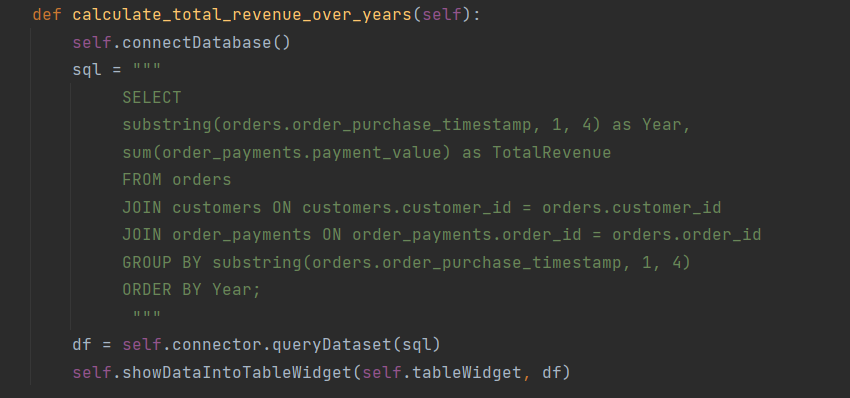 def calculate_total_revenue_over_years(self):
    self.connectDatabase()
    sql = """
         SELECT
         substring(orders.order_purchase_timestamp, 1, 4) as Year,
         sum(order_payments.payment_value) as TotalRevenue
         FROM orders
         JOIN customers ON customers.customer_id = orders.customer_id
         JOIN order_payments ON order_payments.order_id = orders.order_id
         GROUP BY substring(orders.order_purchase_timestamp, 1, 4)
         ORDER BY Year;
          """
    df = self.connector.queryDataset(sql)
    self.showDataIntoTableWidget(self.tableWidget, df)